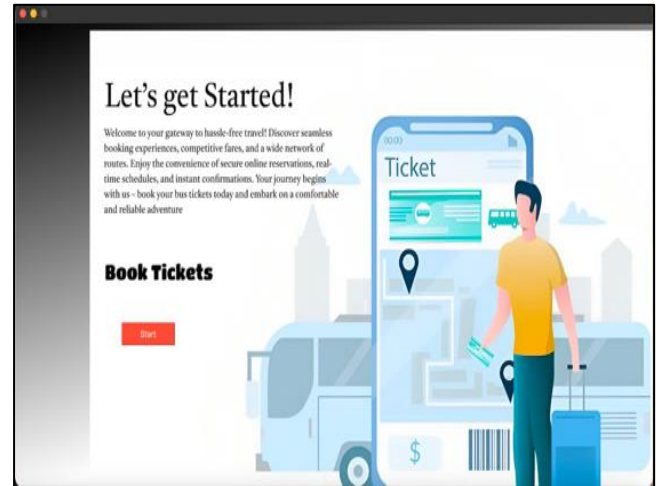 Let's get Started!
Welcome to your gateway to hassle-free travel! Discover seamless
booking experiences, competitive fares, and a wide network of
routes. Enjoy the convenience of secure online reservations, real-
time schedules, and instant confirmations. Your journey begins
with us – book your bus tickets today and embark on a comfortable
and reliable adventure
Book Tickets
Start
00:00
Ticket
$